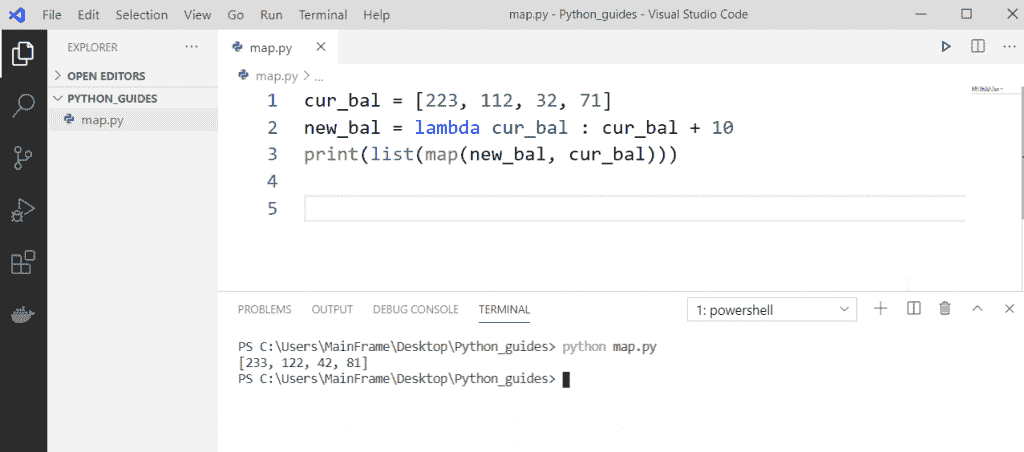 File Edit Selection View Go Run Terminal Help map.py - Python_guides - Visual Studio Code
EXPLORER ...
OPEN EDITORS
PYTHON_GUIDES
map.py
map.py
map.py > ...
1 cur_bal = [223, 112, 32, 71]
2 new_bal = lambda cur_bal : cur_bal + 10
3 print(list(map(new_bal, cur_bal)))
4
5
PROBLEMS OUTPUT DEBUG CONSOLE TERMINAL 1: powershell
PS C:\Users\MainFrame\Desktop\Python_guides> python map.py
[233, 122, 42, 81]
PS C:\Users\MainFrame\Desktop\Python_guides>